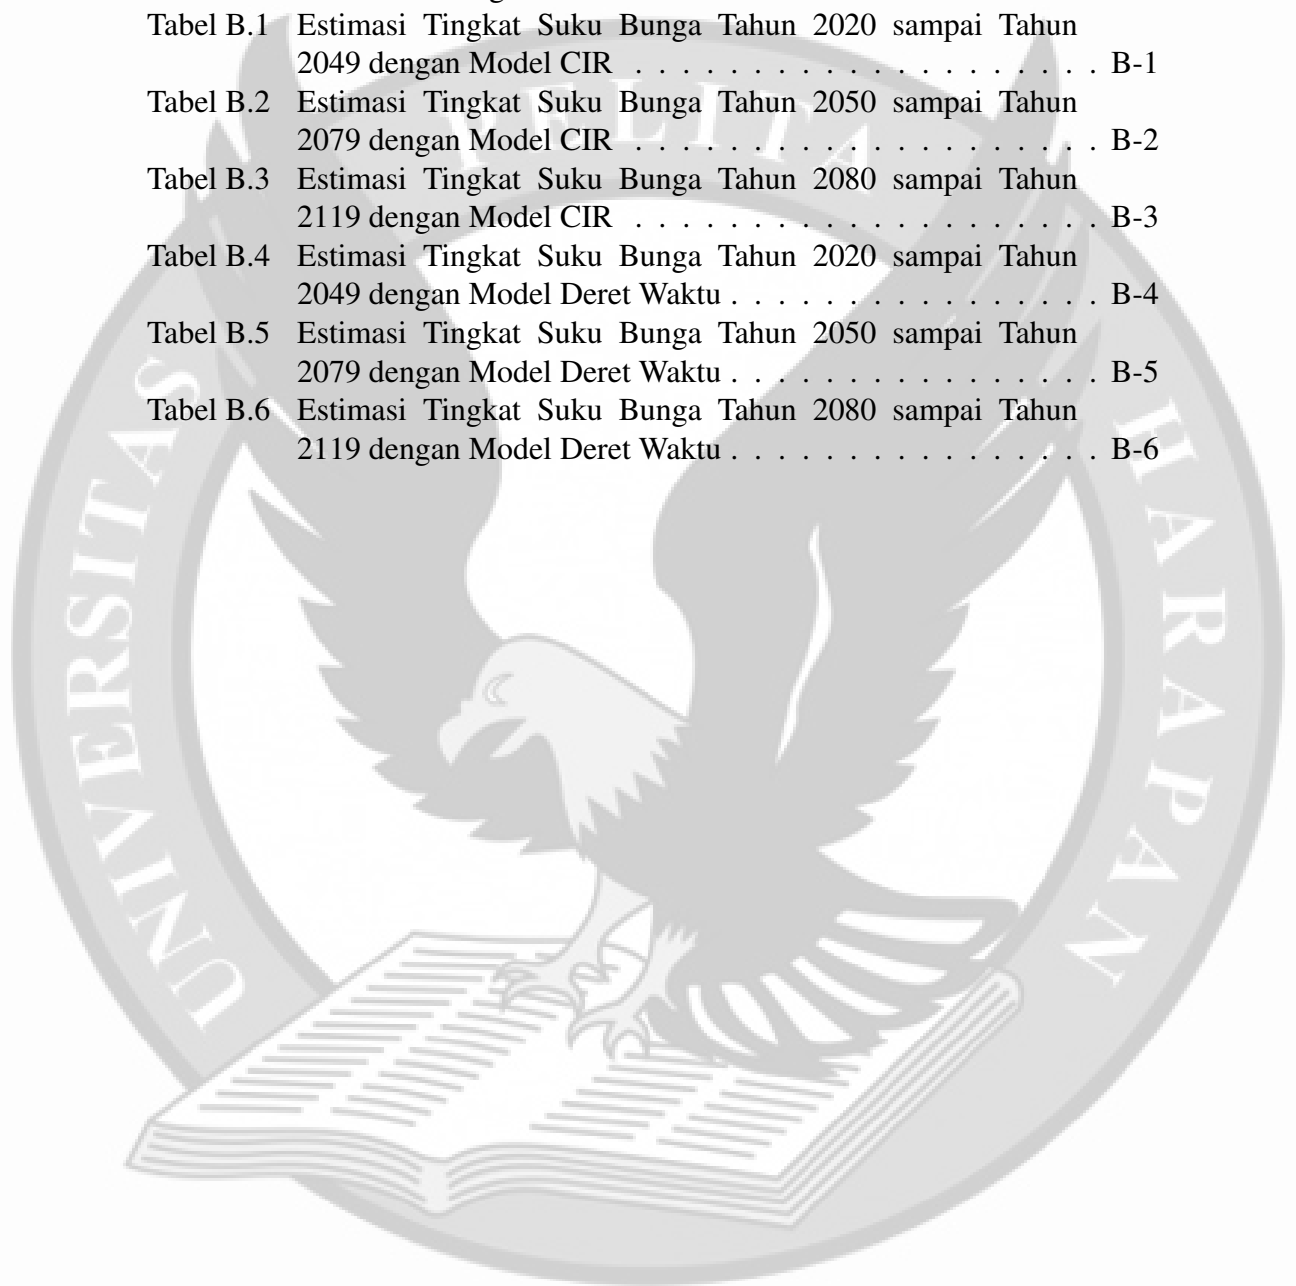 Tabel B.1 Estimasi Tingkat Suku Bunga Tahun 2020 sampai Tahun
2049 dengan Model CIR . . . . . . . . . . . . . . . . . . . . B-1
Tabel B.2 Estimasi Tingkat Suku Bunga Tahun 2050 sampai Tahun
2079 dengan Model CIR . . . . . . . . . . . . . . . . . . . . B-2
Tabel B.3 Estimasi Tingkat Suku Bunga Tahun 2080 sampai Tahun
2119 dengan Model CIR . . . . . . . . . . . . . . . . . . . . B-3
Tabel B.4 Estimasi Tingkat Suku Bunga Tahun 2020 sampai Tahun
2049 dengan Model Deret Waktu . . . . . . . . . . . . . . . . B-4
Tabel B.5 Estimasi Tingkat Suku Bunga Tahun 2050 sampai Tahun
2079 dengan Model Deret Waktu . . . . . . . . . . . . . . . . B-5
Tabel B.6 Estimasi Tingkat Suku Bunga Tahun 2080 sampai Tahun
2119 dengan Model Deret Waktu . . . . . . . . . . . . . . . . B-6
UNIVERSITAS
PELITA
HARAPAN